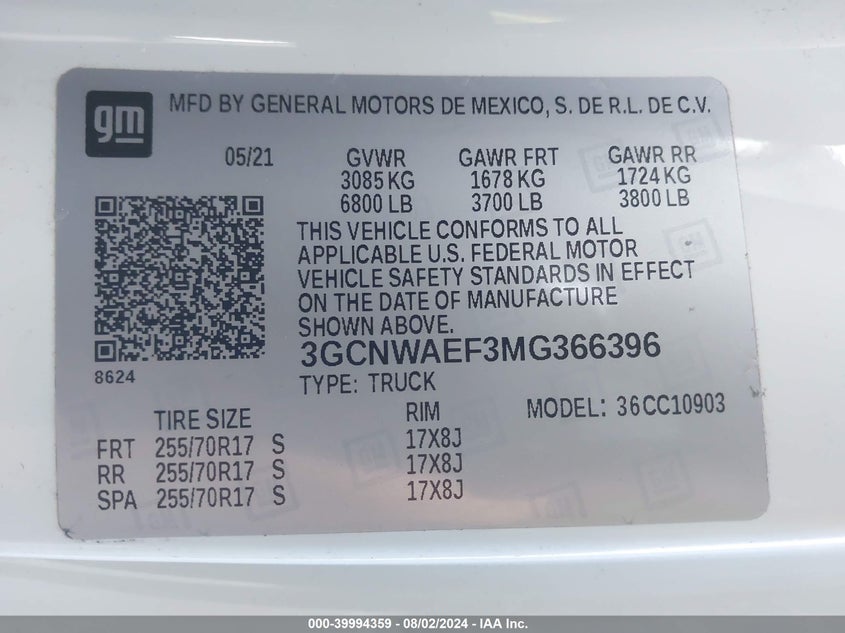 gm
MFD BY GENERAL MOTORS DE MEXICO, S. DE R.L. DE C.V.
05/21 GVWR GAWR FRT GAWR RR
3085 KG 1678 KG 1724 KG
6800 LB 3700 LB 3800 LB
THIS VEHICLE CONFORMS TO ALL
APPLICABLE U.S. FEDERAL MOTOR
VEHICLE SAFETY STANDARDS IN EFFECT
ON THE DATE OF MANUFACTURE
SHOWN ABOVE.
3GCNWAEF3MG366396
8624
TYPE: TRUCK
TIRE SIZE RIM MODEL: 36CC10903
FRT 255/70R17 S 17X8J
RR 255/70R17 S 17X8J
SPA 255/70R17 S 17X8J
000-39994359 - 08/02/2024 - IAA Inc.